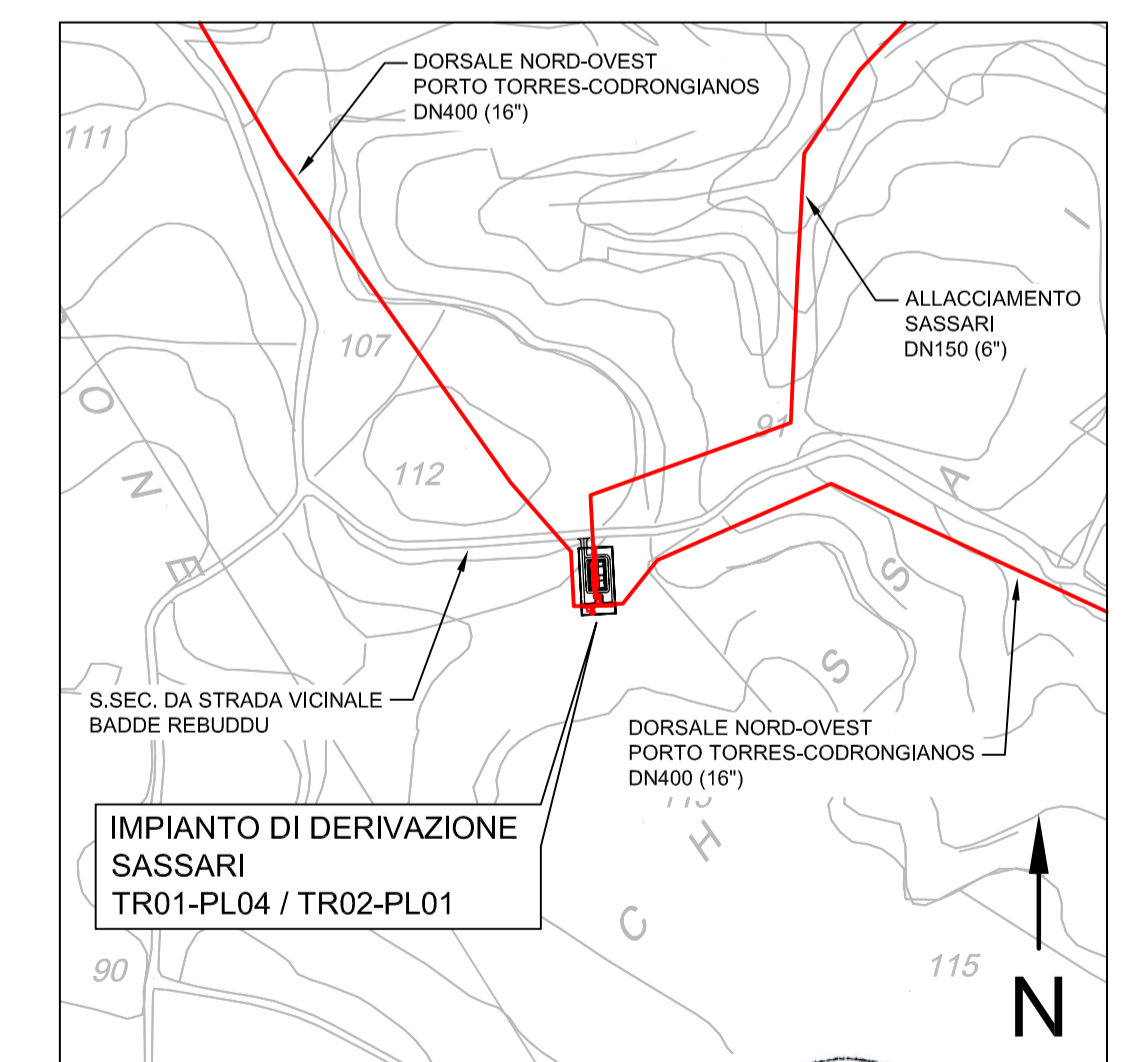 DORSALE NORD-OVEST
PORTO TORRES-CODRONGIANOS
DN400 (16")
111
I
ALLACCIAMENTO
SASSARI
DN150 (6")
107
O
91
112
N
A
E
S
S
S.SEC. DA STRADA VICINALE
BADDE REBUDDU
DORSALE NORD-OVEST
PORTO TORRES-CODRONGIANOS
DN400 (16")
H
IMPIANTO DI DERIVAZIONE
SASSARI
TR01-PL04 / TR02-PL01
C
90
115
N